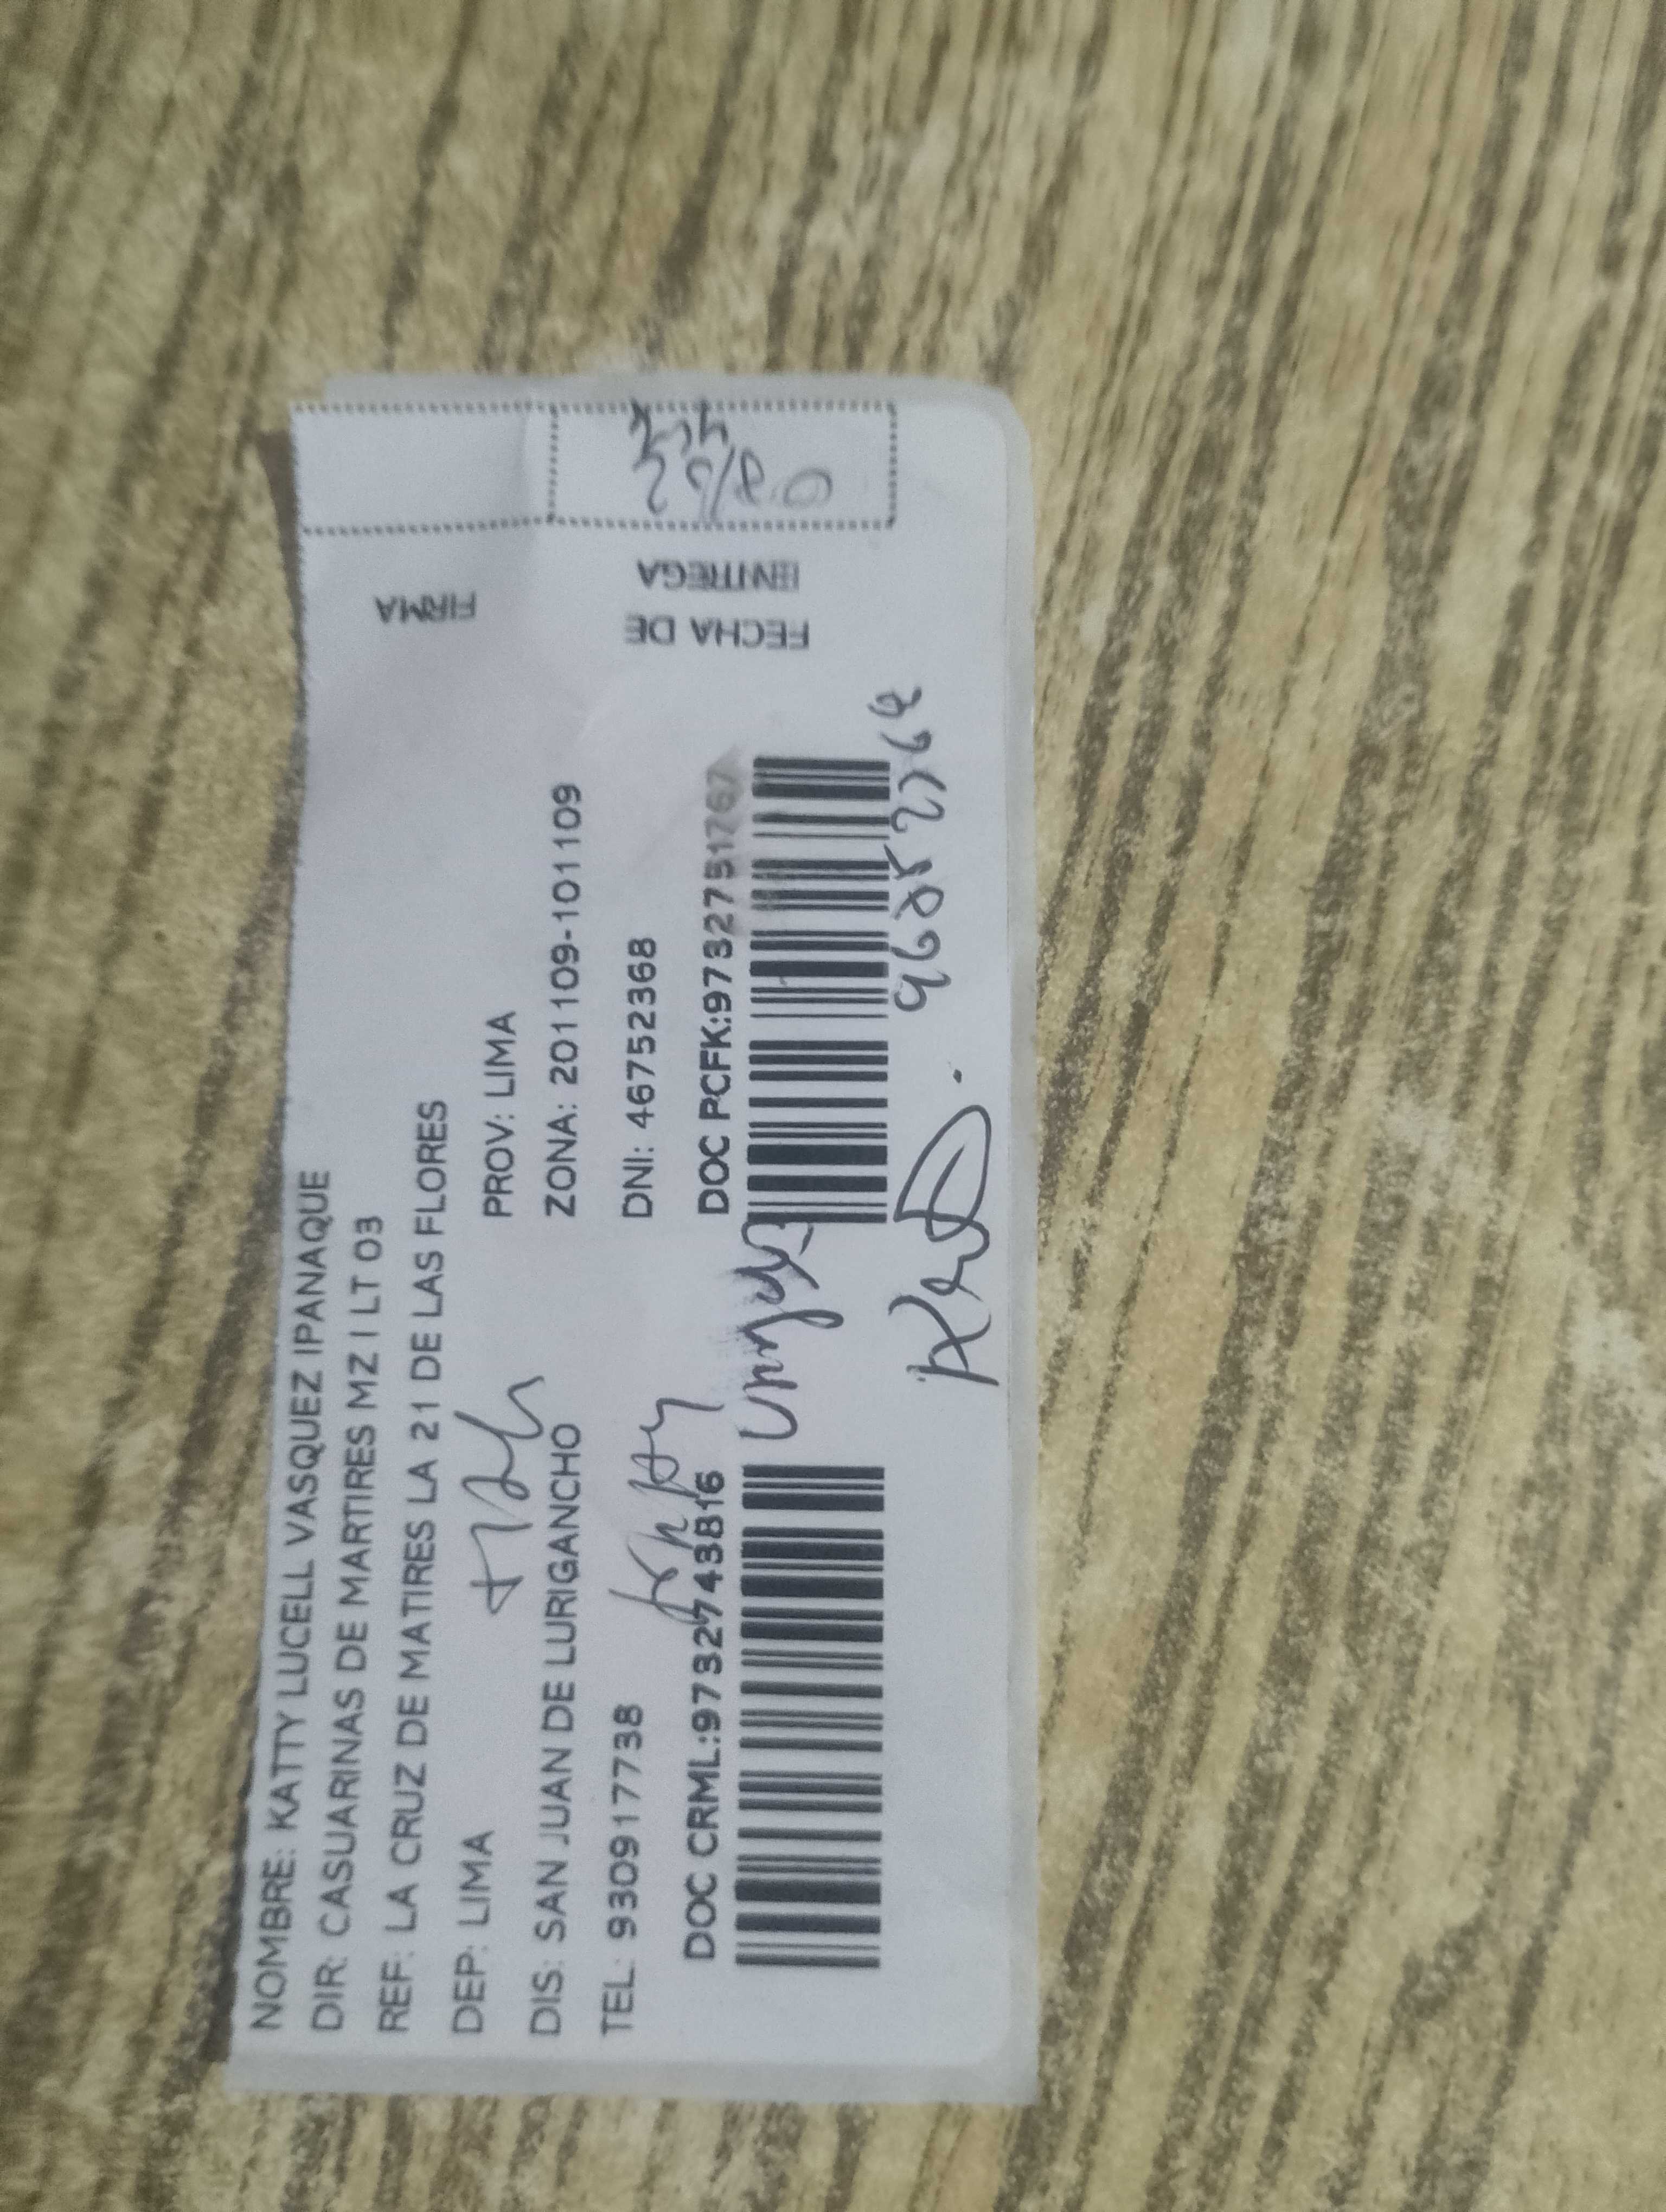 NOMBRE: KATTY LUCELL VASQUEZ IPANAQUE
DIR: CASUARINAS DE MARTIRES MZ I LT 03
REF: LA CRUZ DE MATIRES LA 21 DE LAS FLORES
DEP: LIMA PROV: LIMA
DIS: SAN JUAN DE LURIGANCHO ZONA: 201109-101109
TEL: 930917738 DNI: 46752368
DOC CRML:9732743816 DOC PCFK:9732751767
FECHA DE
ENTREGA
FIRMA